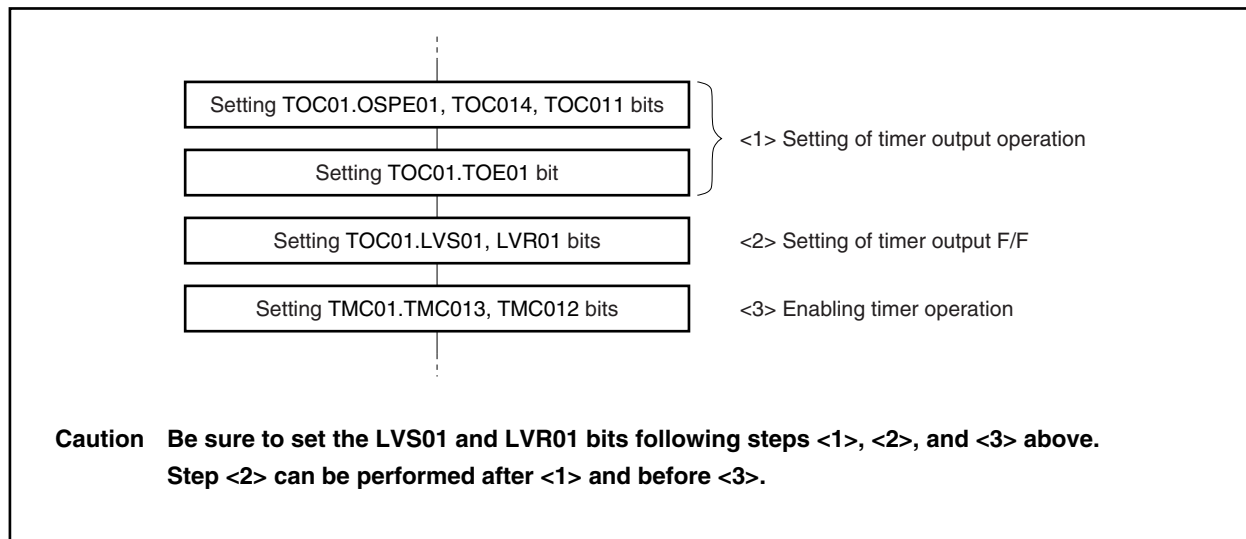 Setting TOC01.OSPE01, TOC014, TOC011 bits
<1> Setting of timer output operation
Setting TOC01.TOE01 bit
Setting TOC01.LVS01, LVR01 bits
<2> Setting of timer output F/F
Setting TMC01.TMC013, TMC012 bits
<3> Enabling timer operation
Caution Be sure to set the LVS01 and LVR01 bits following steps <1>, <2>, and <3> above.
Step <2> can be performed after <1> and before <3>.